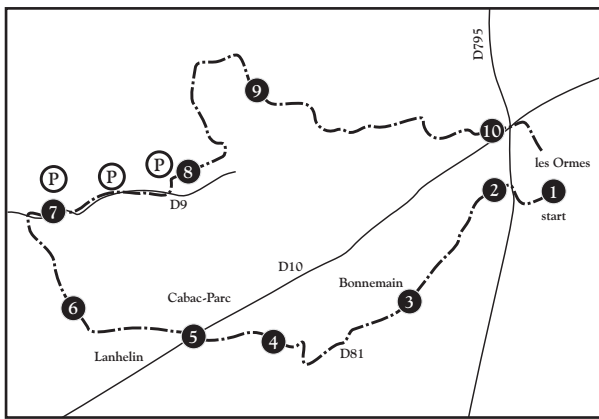 D795
9
10
P
P
P
8
les Ormes
2
1
7
D9
start
D10
Bonnemain
Cabac-Parc
3
6
5
4
Lanhelin
D81